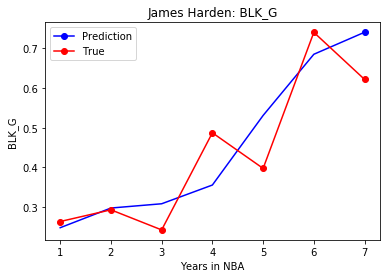 James Harden: BLK_G
Prediction
True
0.7
0.6
0.5
0.4
0.3
BLK_G
1 2 3 4 5 6 7
Years in NBA